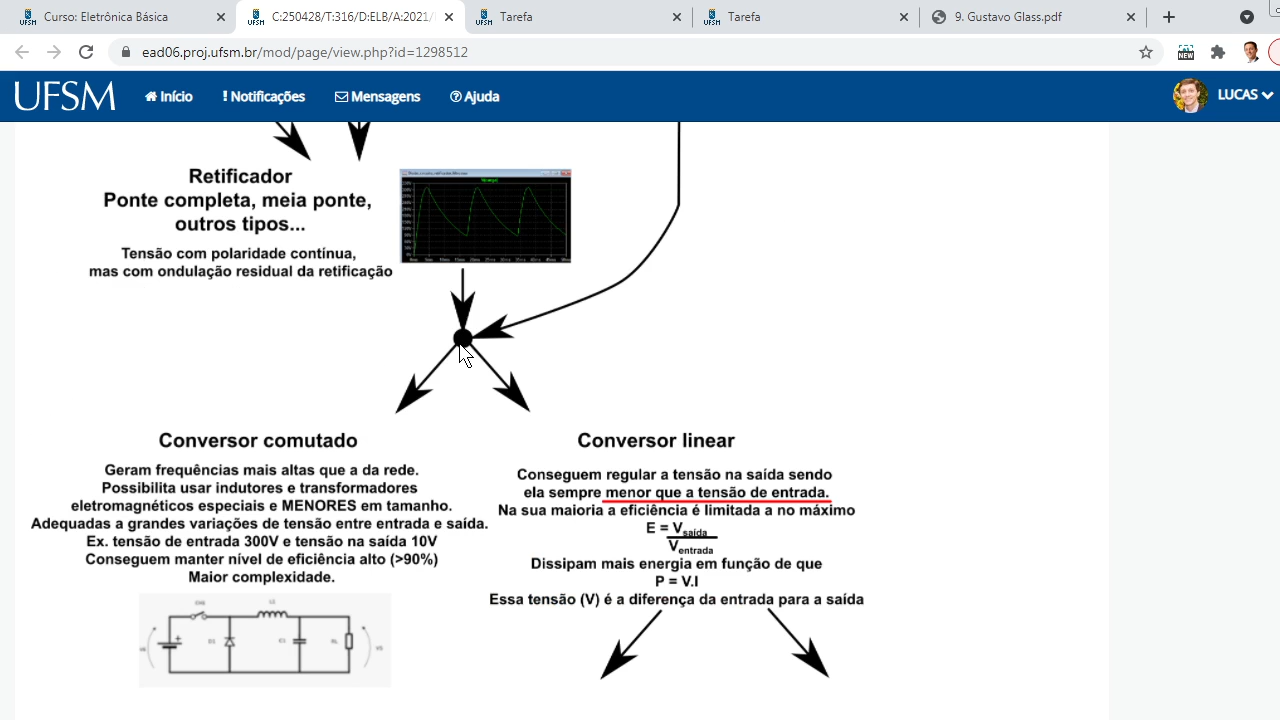 Curso: Eletrônica Básica
C:250428/T:316/D:ELB/A:2021/
Tarefa
Tarefa
9. Gustavo Glass.pdf
ead06.proj.ufsm.br/mod/page/view.php?id=1298512
NEW
UFSM
Início
! Notificações
Mensagens
Ajuda
LUCAS
Retificador
Ponte completa, meia ponte,
outros tipos...
Tensão com polaridade contínua,
mas com ondulação residual da retificação
Conversor comutado
Geram frequências mais altas que a da rede.
Possibilita usar indutores e transformadores
eletromagnéticos especiais e MENORES em tamanho.
Adequadas a grandes variações de tensão entre entrada e saída.
Ex. tensão de entrada 300V e tensão na saída 10V
Conseguem manter nível de eficiência alto (>90%)
Maior complexidade.
Conversor linear
Conseguem regular a tensão na saída sendo
ela sempre menor que a tensão de entrada.
Na sua maioria a eficiência é limitada a no máximo
E = Vsaída
Ventrada
Dissipam mais energia em função de que
P = V.I
Essa tensão (V) é a diferença da entrada para a saída